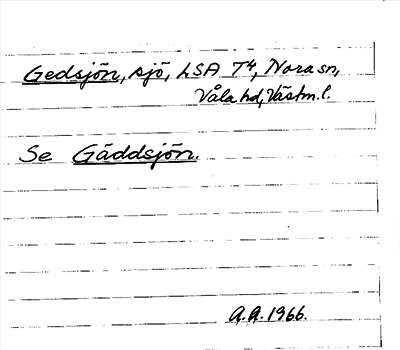 Gedsjön, sjö, LSA T4, Nora sn,
Våla hd, Västm. l.
Se Gäddsjön.
A.A. 1966.